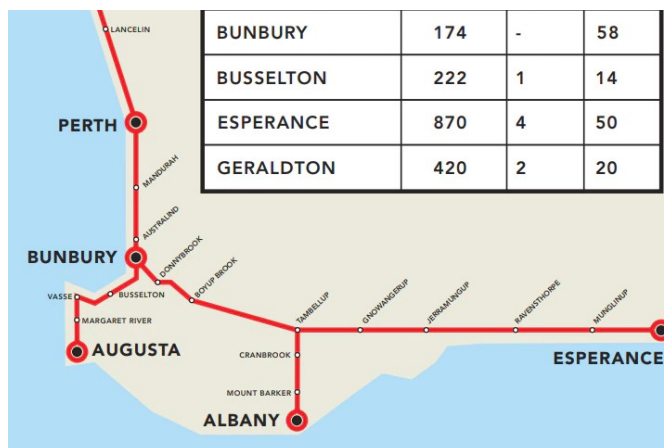 LANCELIN
BUNBURY 174 - 58
BUSSELTON 222 1 14
ESPERANCE 870 4 50
GERALDTON 420 2 20
PERTH
MANDURAH
AUSTRALIND
BUNBURY
DONNYBROOK
BOYUP BROOK
VASSE
BUSSELTON
MARGARET RIVER
AUGUSTA
TAMBELLUP
GNOWANGERUP
JERRAMUNGUP
RAVENSTHORPE
MUNGLINUP
ESPERANCE
CRANBROOK
MOUNT BARKER
ALBANY